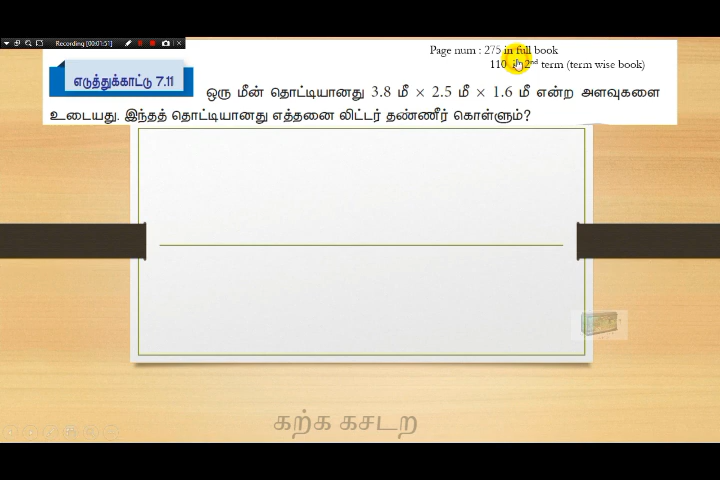 Recording [00:01:51]
Page num : 275 in full book
110 in 2nd term (term wise book)
எடுத்துக்காட்டு 7.11
ஒரு மீன் தொட்டியானது 3.8 மீ × 2.5 மீ × 1.6 மீ என்ற அளவுகளை
உடையது. இந்தத் தொட்டியானது எத்தனை லிட்டர் தண்ணீர் கொள்ளும்?
கற்க கசடற